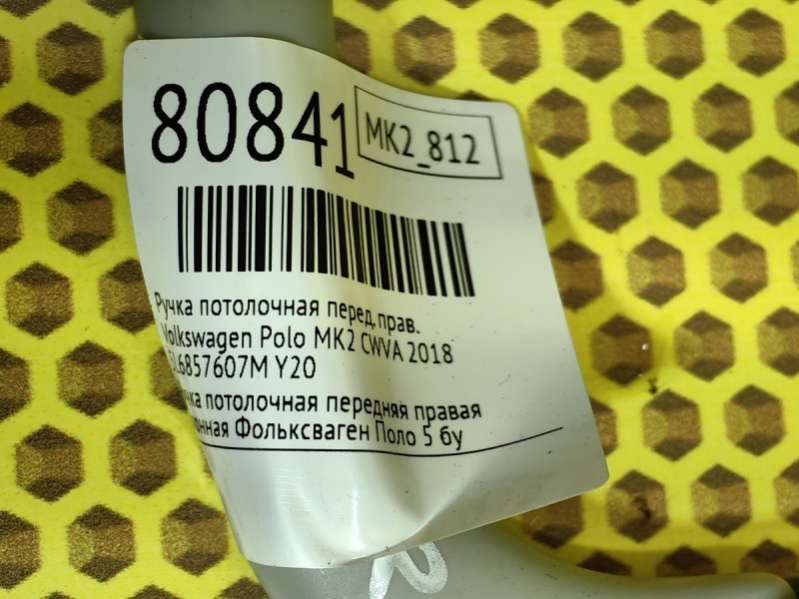 80841
МК2_812
Ручка потолочная перед.прав.
Volkswagen Polo MK2 CWVA 2018
6857607M Y20
потолочная передняя правая
Фольксваген Поло 5 бу